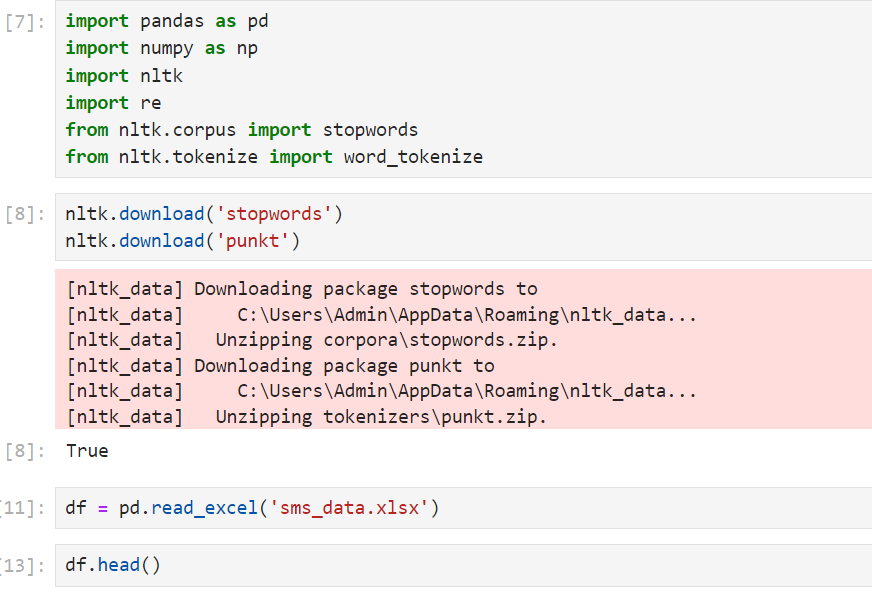 [7]:
import pandas as pd
import numpy as np
import nltk
import re
from nltk.corpus import stopwords
from nltk.tokenize import word_tokenize
[8]:
nltk.download('stopwords')
nltk.download('punkt')
[nltk_data] Downloading package stopwords to
[nltk_data]     C:\Users\Admin\AppData\Roaming\nltk_data...
[nltk_data]   Unzipping corpora\stopwords.zip.
[nltk_data] Downloading package punkt to
[nltk_data]     C:\Users\Admin\AppData\Roaming\nltk_data...
[nltk_data]   Unzipping tokenizers\punkt.zip.
[8]: True
[11]: df = pd.read_excel('sms_data.xlsx')
[13]: df.head()